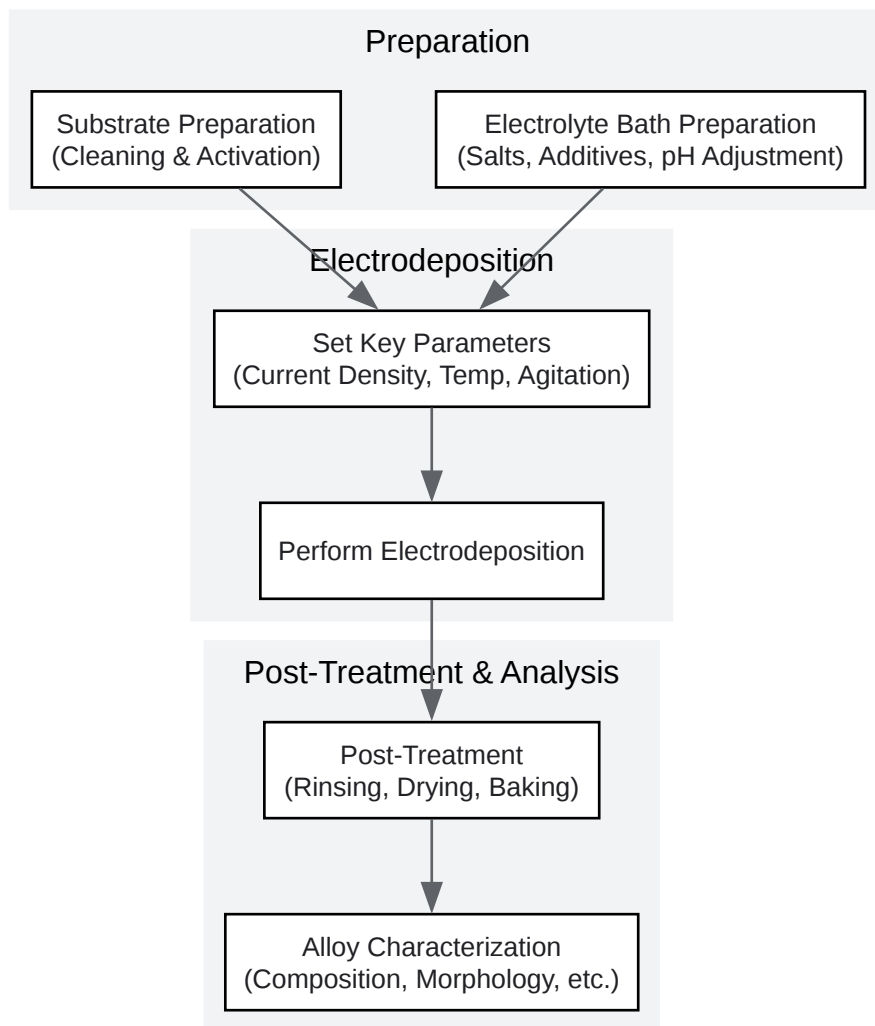 Preparation
Substrate Preparation
(Cleaning & Activation)
Electrolyte Bath Preparation
(Salts, Additives, pH Adjustment)
Electrodeposition
Set Key Parameters
(Current Density, Temp, Agitation)
Perform Electrodeposition
Post-Treatment & Analysis
Post-Treatment
(Rinsing, Drying, Baking)
Alloy Characterization
(Composition, Morphology, etc.)